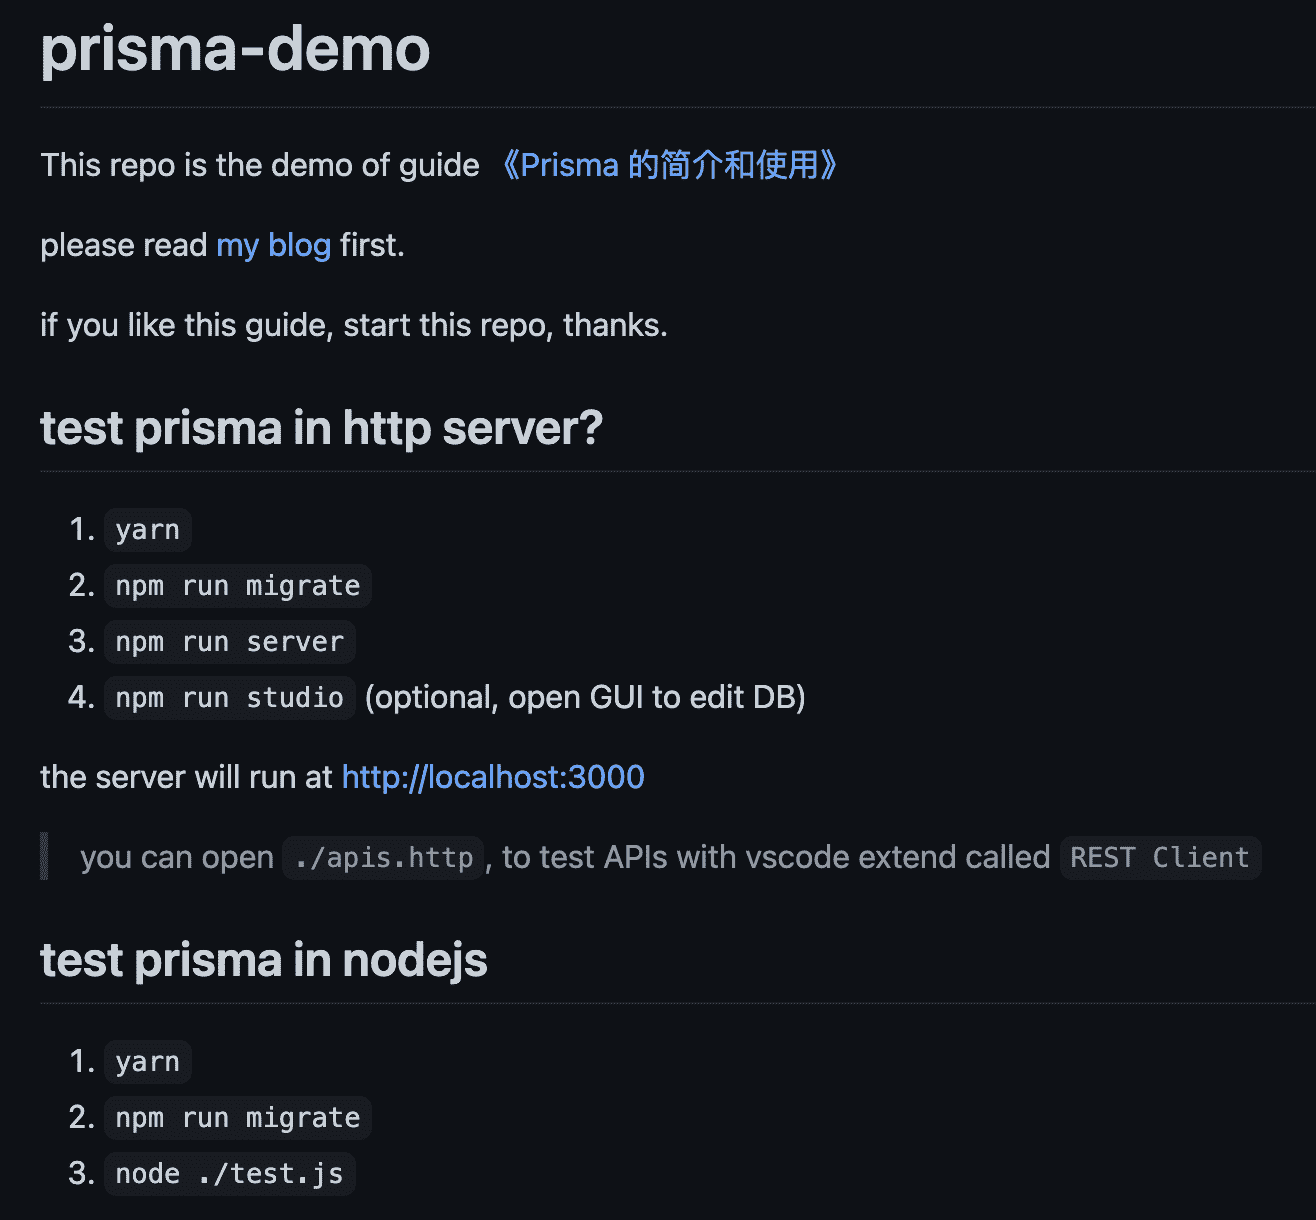 prisma-demo
This repo is the demo of guide 《Prisma 的简介和使用》
please read my blog first.
if you like this guide, start this repo, thanks.
test prisma in http server?
1. yarn
2. npm run migrate
3. npm run server
4. npm run studio (optional, open GUI to edit DB)
the server will run at http://localhost:3000
you can open ./apis.http, to test APIs with vscode extend called REST Client
test prisma in nodejs
1. yarn
2. npm run migrate
3. node ./test.js